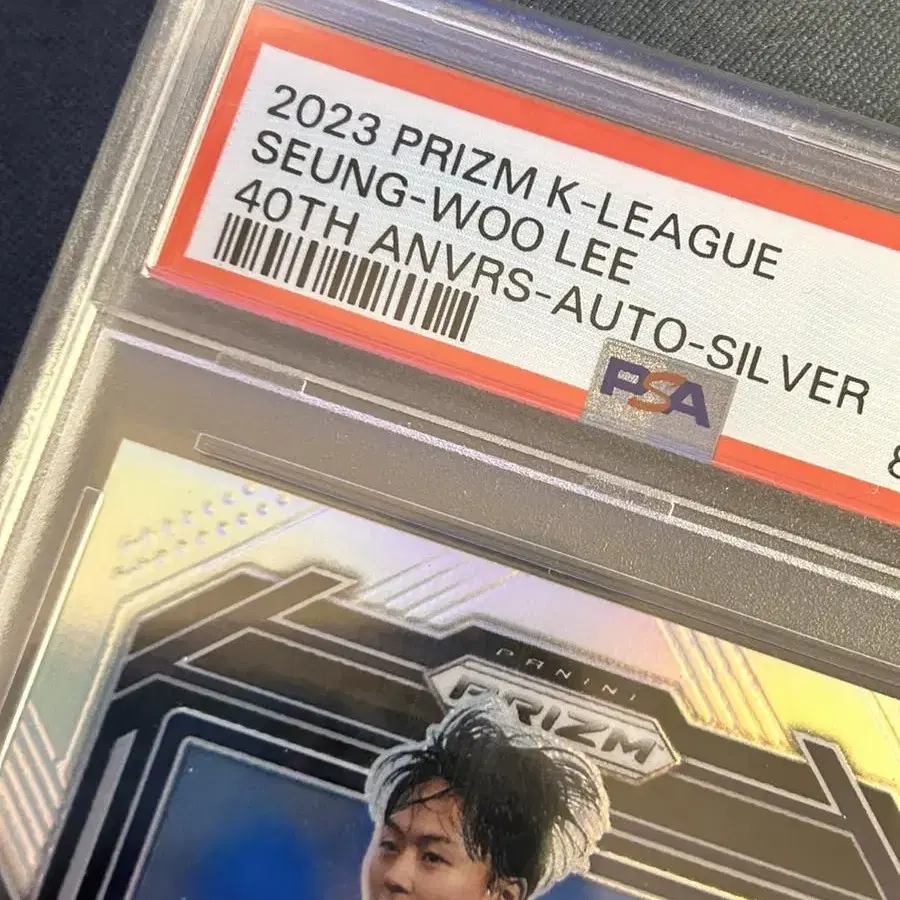 2023 PRIZM K-LEAGUE
SEUNG-WOO LEE
40TH ANVRS-AUTO-SILVER
PSA
PANINI
PRIZM